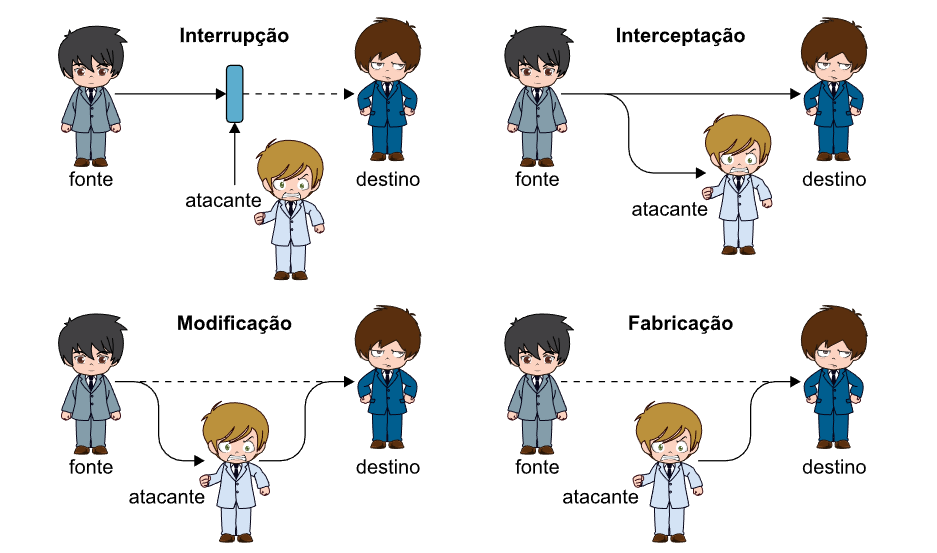 Interrupção
fonte
atacante
destino
Interceptação
fonte
atacante
destino
Modificação
fonte
atacante
destino
Fabricação
fonte
atacante
destino